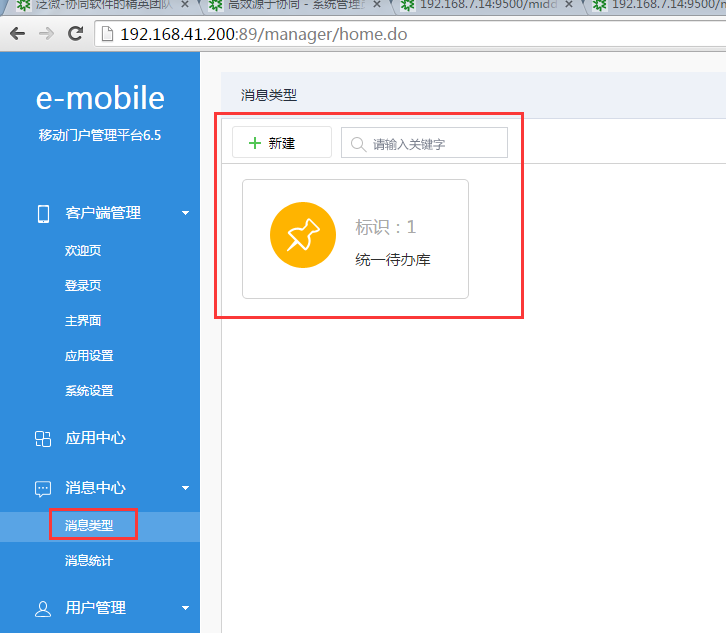 泛微-协同软件的精英团队
高效源于协同 - 系统管理
192.168.7.14:9500/midd
192.168.7.14:9500/m
192.168.41.200:89/manager/home.do
e-mobile
移动门户管理平台6.5
客户端管理
欢迎页
登录页
主界面
应用设置
系统设置
应用中心
消息中心
消息类型
消息统计
用户管理
消息类型
新建
请输入关键字
标识：1
统一待办库